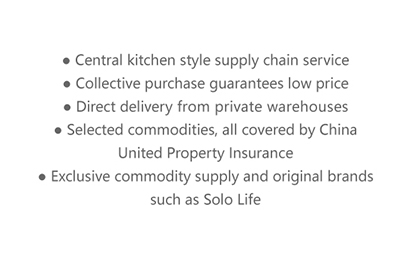 ● Central kitchen style supply chain service
● Collective purchase guarantees low price
● Direct delivery from private warehouses
● Selected commodities, all covered by China
United Property Insurance
● Exclusive commodity supply and original brands
such as Solo Life